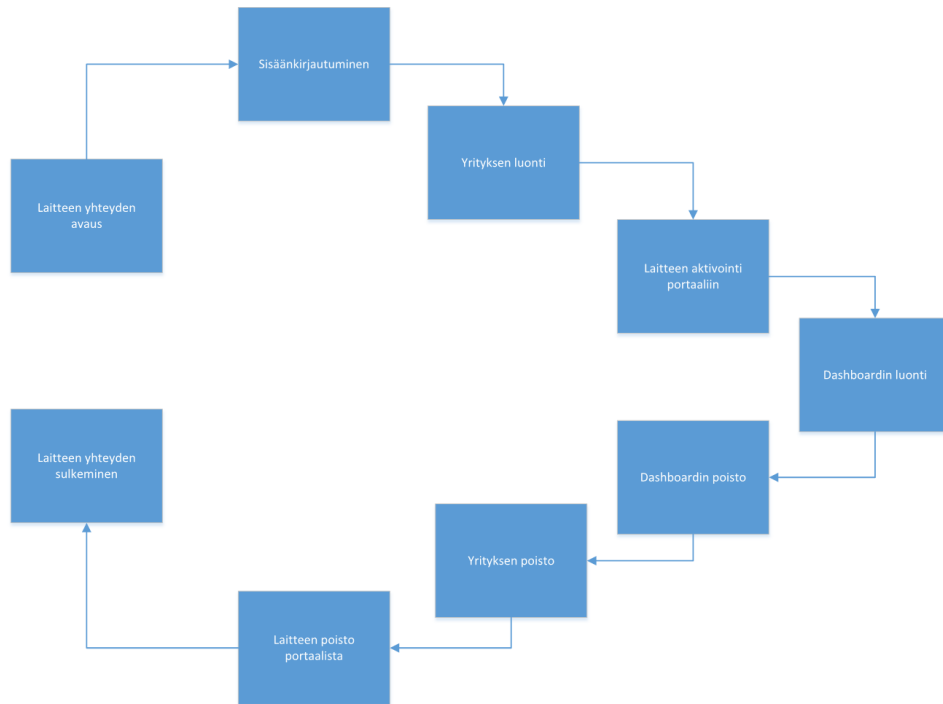 Sisäänkirjautuminen
Yrityksen luonti
Laitteen yhteyden
avaus
Laitteen aktivointi
portaaliin
Dashboardin luonti
Dashboardin poisto
Yrityksen poisto
Laitteen poisto
portaalista
Laitteen yhteyden
sulkeminen